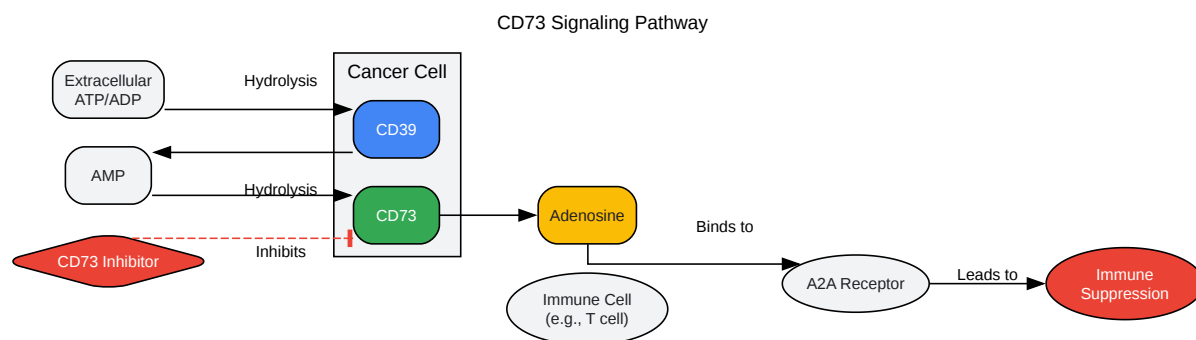 CD73 Signaling Pathway
Extracellular
ATP/ADP
Hydrolysis
Cancer Cell
CD39
AMP
Hydrolysis
CD73
CD73 Inhibitor
Inhibits
Adenosine
Binds to
Immune Cell
(e.g., T cell)
A2A Receptor
Leads to
Immune
Suppression